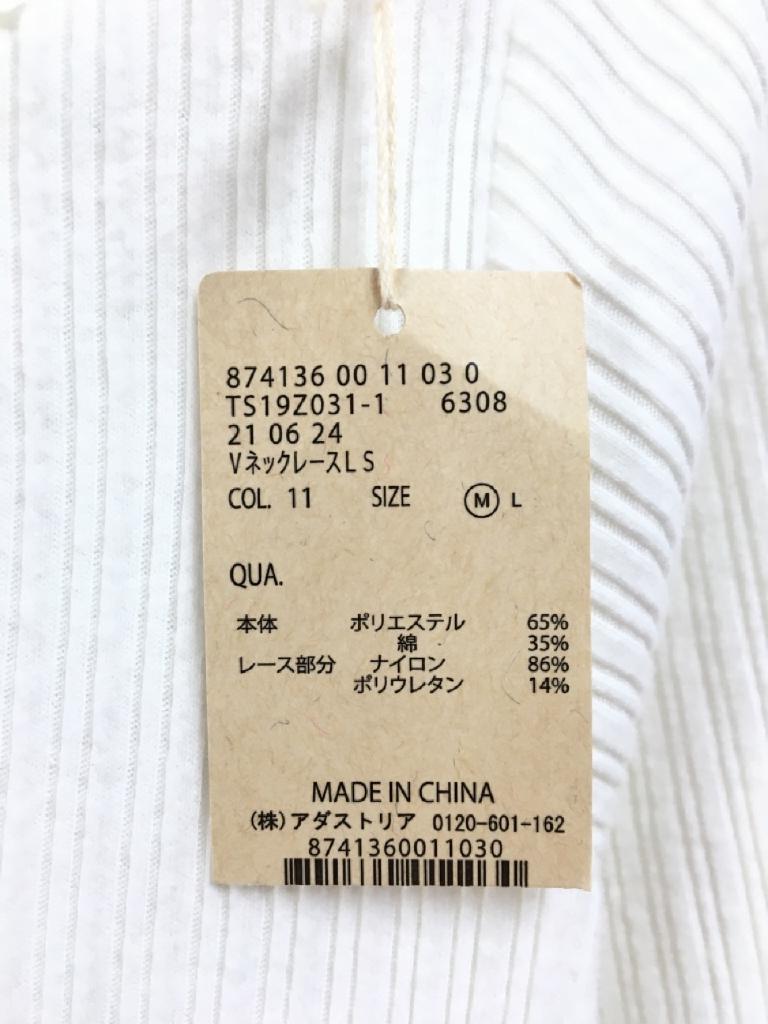 874136 00 11 03 0
TS19Z031-1 6308
21 06 24
VネックレースLS
COL. 11 SIZE M L
QUA.
本体 ポリエステル 65%
綿 35%
レース部分 ナイロン 86%
ポリウレタン 14%
MADE IN CHINA
(株)アダストリア 0120-601-162
8741360011030